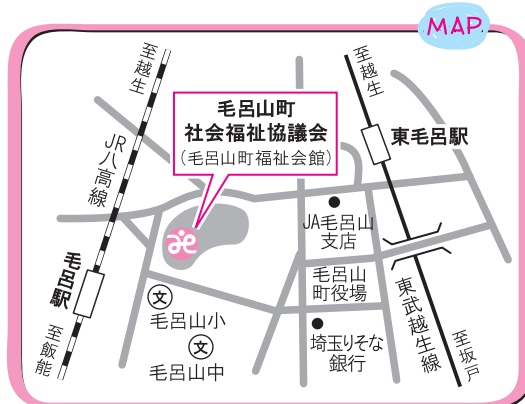 MAP
至越生
JR八高線
毛呂駅
至飯能
毛呂山町
社会福祉協議会
(毛呂山町福祉会館)
至越生
東毛呂駅
JA毛呂山
支店
毛呂山
町役場
埼玉りそな
銀行
東武越生線
至坂戸
文
毛呂山小
文
毛呂山中